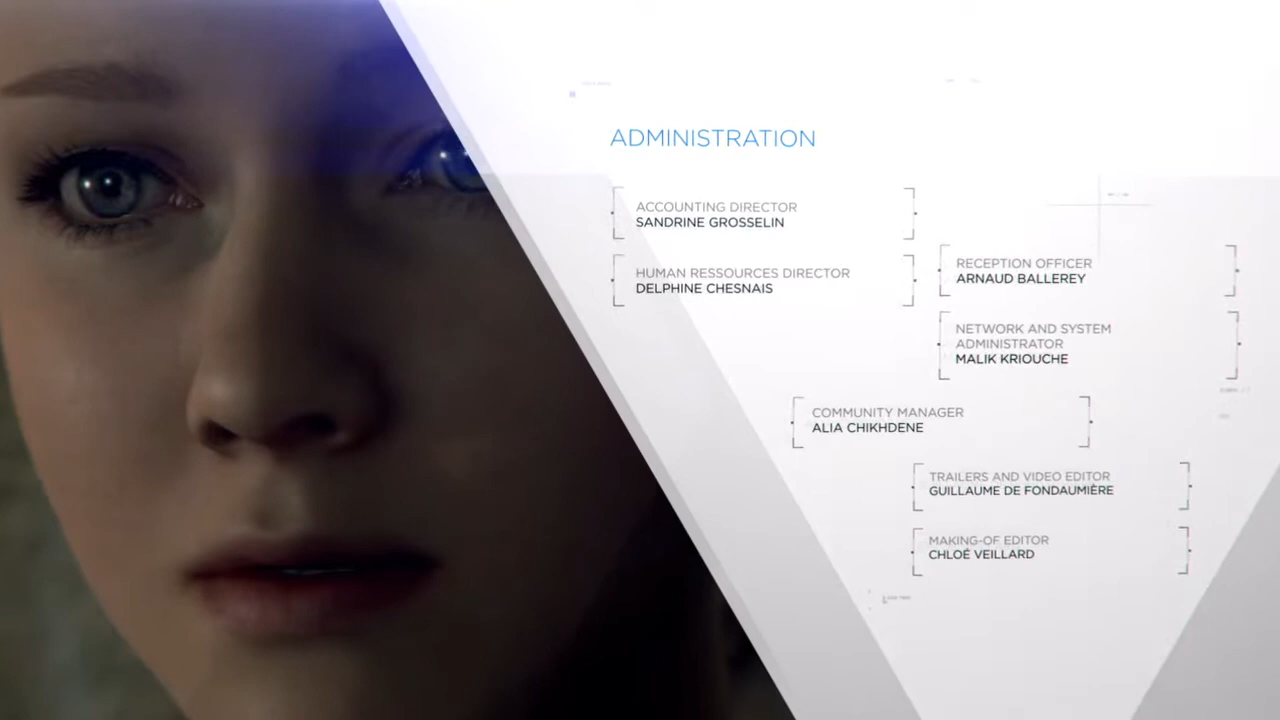 ADMINISTRATION
ACCOUNTING DIRECTOR
SANDRINE GROSSELIN
HUMAN RESSOURCES DIRECTOR
DELPHINE CHESNAIS
RECEPTION OFFICER
ARNAUD BALLEREY
NETWORK AND SYSTEM
ADMINISTRATOR
MALIK KRIOUCHE
COMMUNITY MANAGER
ALIA CHIKHDENE
TRAILERS AND VIDEO EDITOR
GUILLAUME DE FONDAUMIÈRE
MAKING-OF EDITOR
CHLOÉ VEILLARD